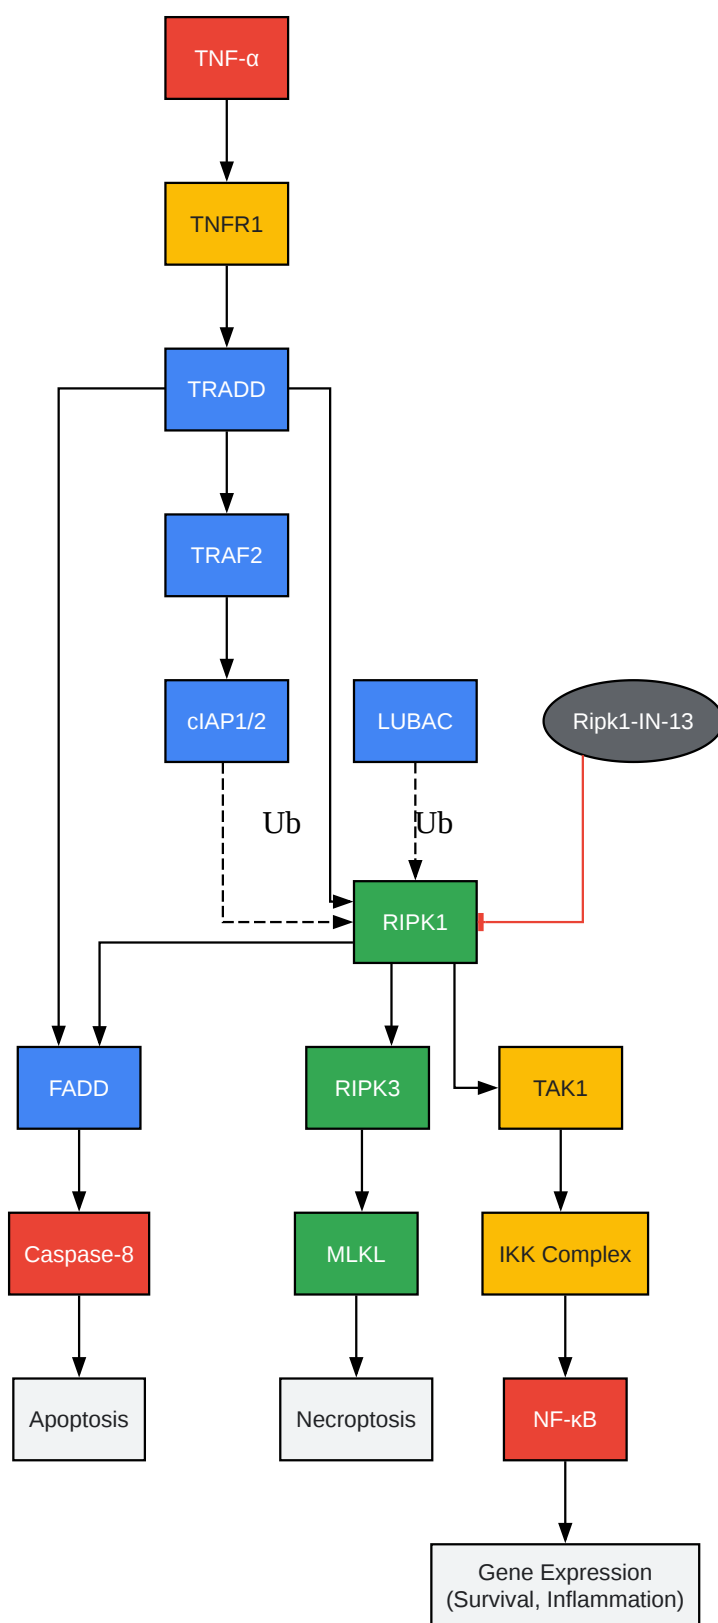 TNF-α
TNFR1
TRADD
TRAF2
cIAP1/2
LUBAC
Ripk1-IN-13
Ub
Ub
RIPK1
FADD
RIPK3
TAK1
Caspase-8
MLKL
IKK Complex
Apoptosis
Necroptosis
NF-κB
Gene Expression
(Survival, Inflammation)